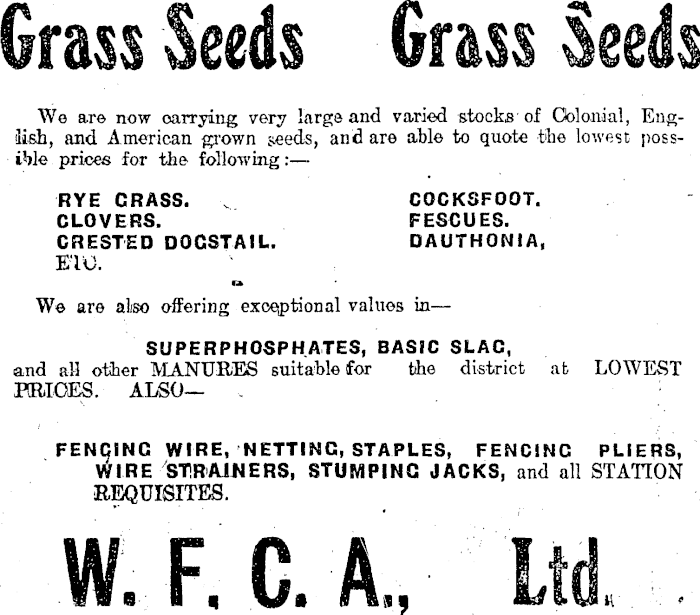 Grass Seeds Grass Seeds
We are now carrying very large and varied stocks of Colonial, Eng-
lish, and American grown seeds, and are able to quote the lowest poss-
ible prices for the following:—
RYE GRASS. COCKSFOOT.
CLOVERS. FESCUES.
CRESTED DOGSTAIL. DAUTHONIA,
ETC.
We are also offering exceptional values in—
SUPERPHOSPHATES, BASIC SLAG,
and all other MANURES suitable for the district at LOWEST
PRICES. ALSO—
FENCING WIRE, NETTING, STAPLES, FENCING PLIERS,
WIRE STRAINERS, STUMPING JACKS, and all STATION
REQUISITES.
W. F. C. A., Ltd.